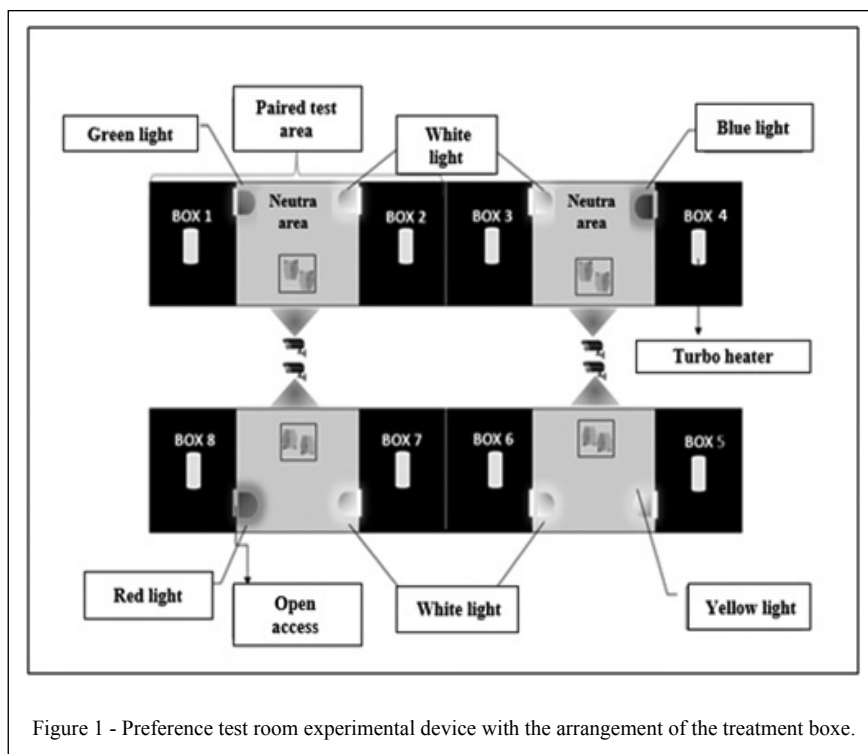 Paired test
area
Green light
White
light
Blue light
BOX 1
Neutra
area
BOX 2
BOX 3
Neutra
area
BOX 4
Turbo heater
BOX 8
BOX 7
BOX 6
BOX 5
Red light
Open
access
White light
Yellow light
Figure 1 - Preference test room experimental device with the arrangement of the treatment boxe.